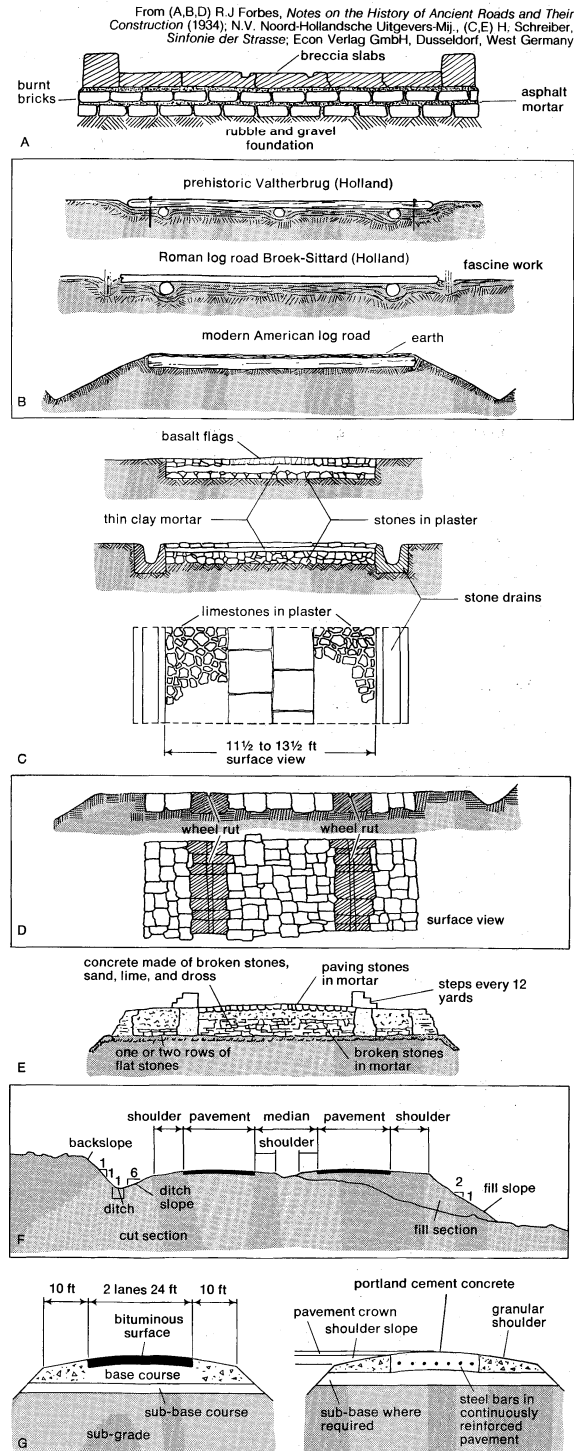 From (A,B,D) R.J Forbes, Notes on the History of Ancient Roads and Their
Construction (1934); N.V. Noord-Hollandsche Uitgevers-Mij., (C,E) H. Schreiber,
Sinfonie der Strasse; Econ Verlag GmbH, Dusseldorf, West Germany
breccia slabs
burnt
bricks
asphalt
mortar
rubble and gravel
foundation
A
prehistoric Valtherbrug (Holland)
Roman log road Broek-Sittard (Holland)
fascine work
modern American log road
earth
B
basalt flags
thin clay mortar
stones in plaster
stone drains
limestones in plaster
11½ to 13½ ft
surface view
C
wheel rut
wheel rut
surface view
D
concrete made of broken stones,
sand, lime, and dross
paving stones
in mortar
steps every 12
yards
one or two rows of
flat stones
broken stones
in mortar
E
shoulder
pavement
median
pavement
shoulder
shoulder
backslope
1
1
1
6
ditch
ditch
slope
2
1
fill slope
cut section
fill section
F
10 ft
2 lanes 24 ft
10 ft
bituminous
surface
base course
sub-base course
sub-grade
portland cement concrete
pavement crown
shoulder slope
granular
shoulder
sub-base where
required
steel bars in
continuously
reinforced
pavement
G